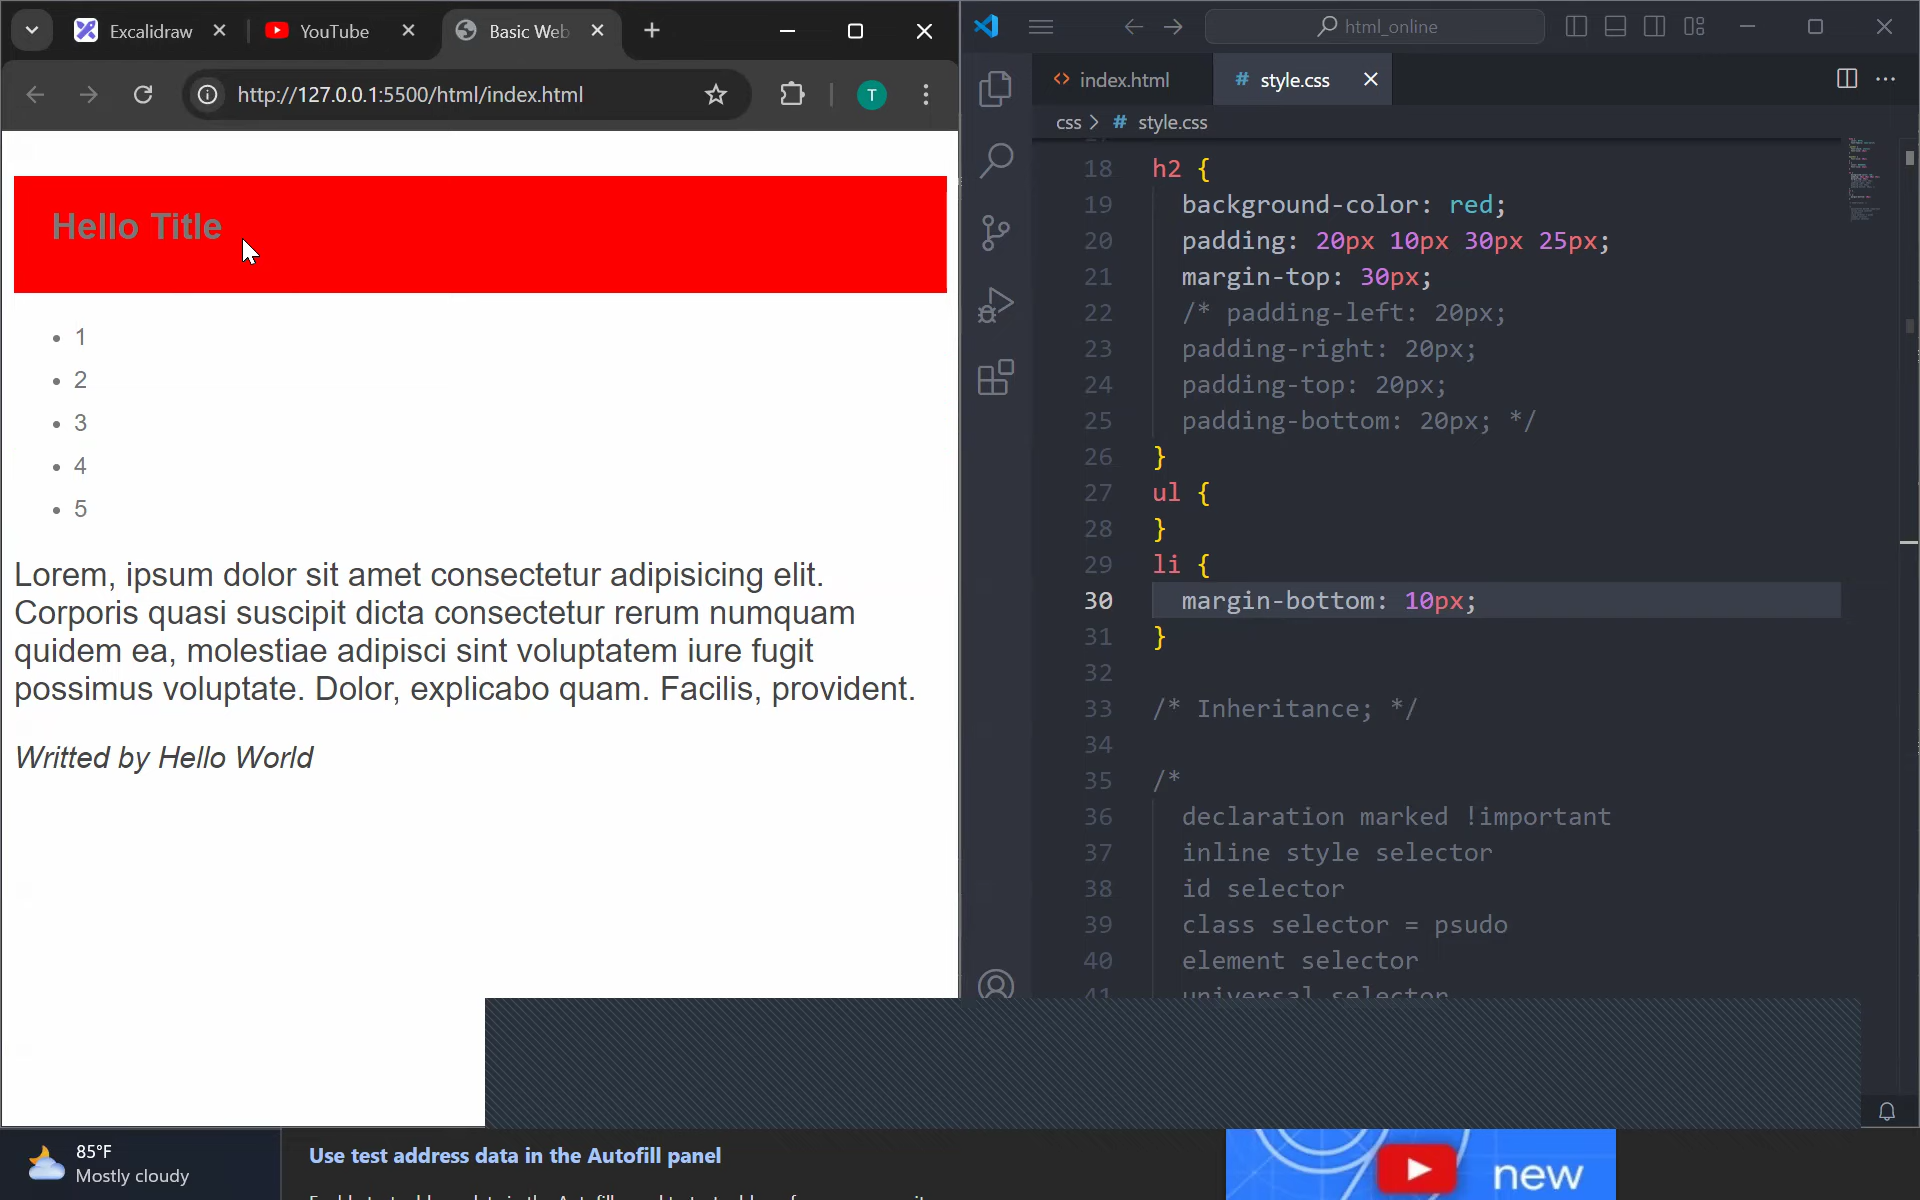 Excalidraw
YouTube
Basic Web
http://127.0.0.1:5500/html/index.html
T
Hello Title
• 1
• 2
• 3
• 4
• 5
Lorem, ipsum dolor sit amet consectetur adipisicing elit.
Corporis quasi suscipit dicta consectetur rerum numquam
quidem ea, molestiae adipisci sint voluptatem iure fugit
possimus voluptate. Dolor, explicabo quam. Facilis, provident.
Writted by Hello World
html_online
index.html
# style.css
css > # style.css
18 h2 {
19 background-color: red;
20 padding: 20px 10px 30px 25px;
21 margin-top: 30px;
22 /* padding-left: 20px;
23 padding-right: 20px;
24 padding-top: 20px;
25 padding-bottom: 20px; */
26 }
27 ul {
28 }
29 li {
30 margin-bottom: 10px;
31 }
32
33 /* Inheritance; */
34
35 /*
36 declaration marked !important
37 inline style selector
38 id selector
39 class selector = psudo
40 element selector
41 universal selector
85°F
Mostly cloudy
Use test address data in the Autofill panel
new